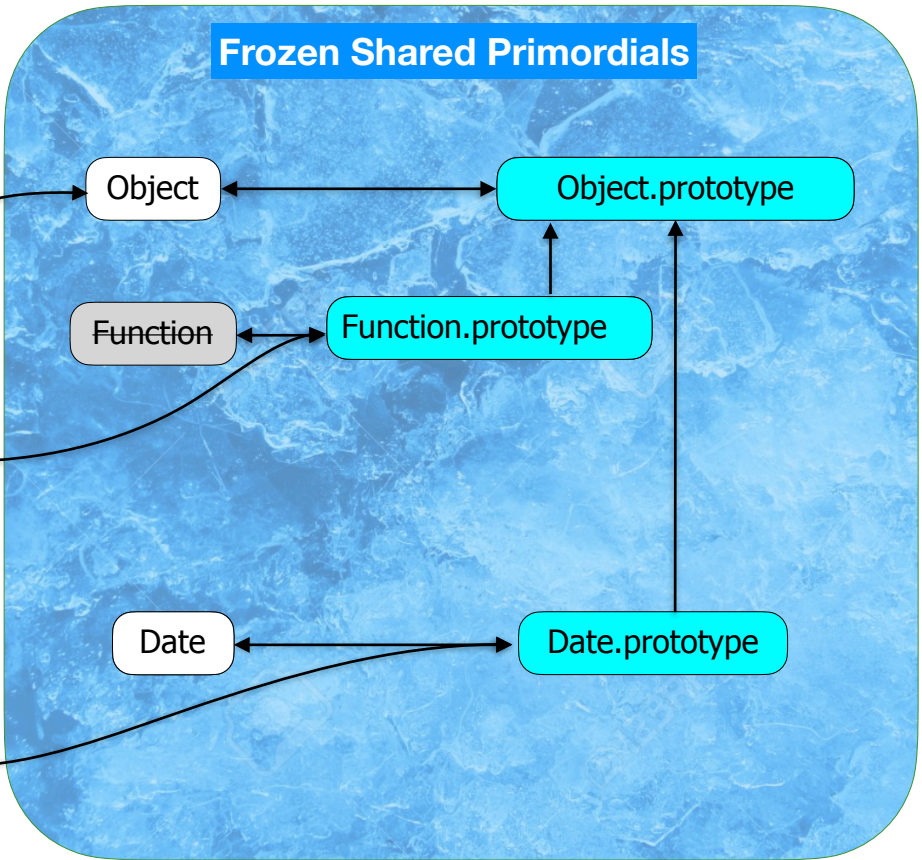 Frozen Shared Primordials
Object
Object.prototype
Function
Function.prototype
Date
Date.prototype